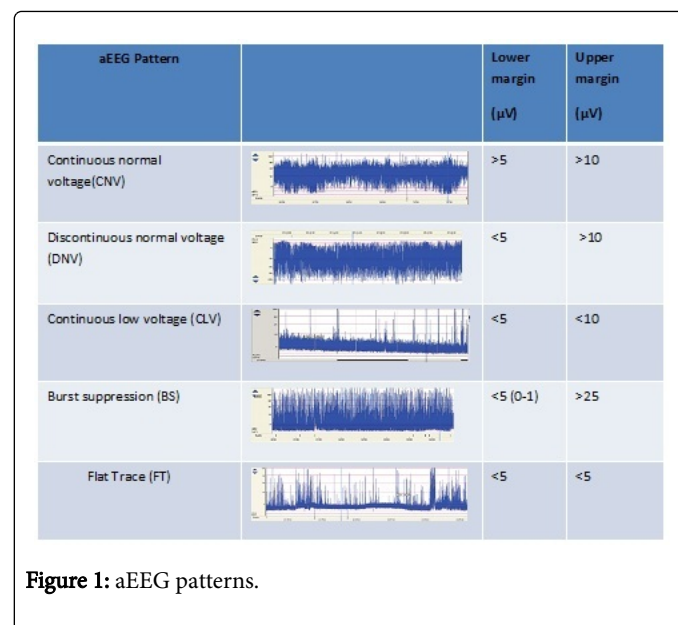 aEEG Pattern
Lower margin (µV)
Upper margin (µV)
Continuous normal voltage(CNV)
>5
>10
Discontinuous normal voltage (DNV)
<5
>10
Continuous low voltage (CLV)
<5
<10
Burst suppression (BS)
<5 (0-1)
>25
Flat Trace (FT)
<5
<5
Figure 1: aEEG patterns.